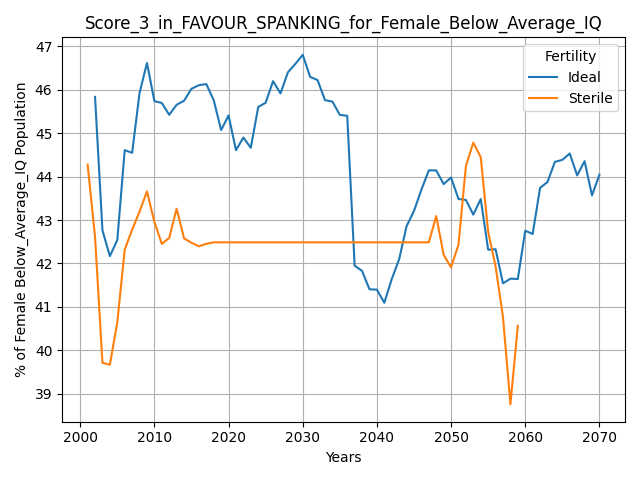 Score_3_in_FAVOUR_SPANKING_for_Female_Below_Average_IQ
Fertility
Ideal
Sterile
% of Female Below_Average_IQ Population
47
46
45
44
43
42
41
40
39
2000 2010 2020 2030 2040 2050 2060 2070
Years